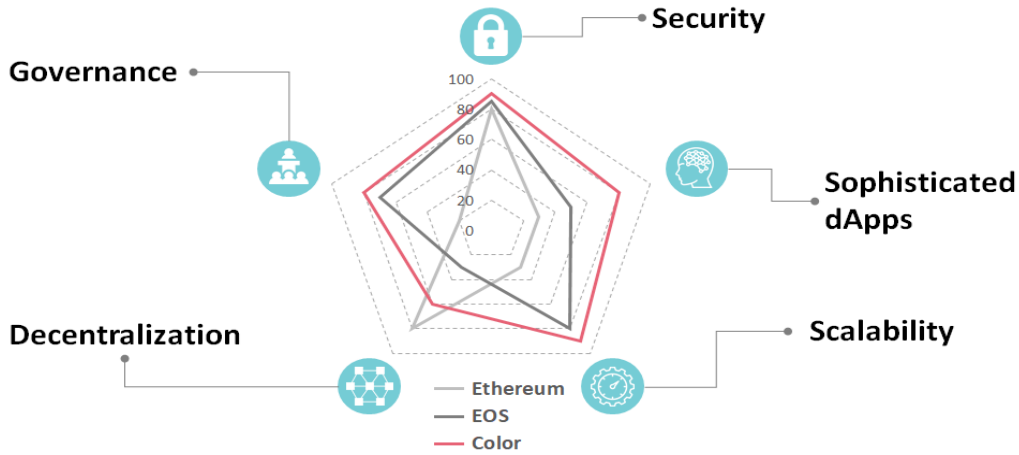 Security
Governance
100
80
60
40
20
0
Sophisticated
dApps
Decentralization
Scalability
Ethereum
EOS
Color